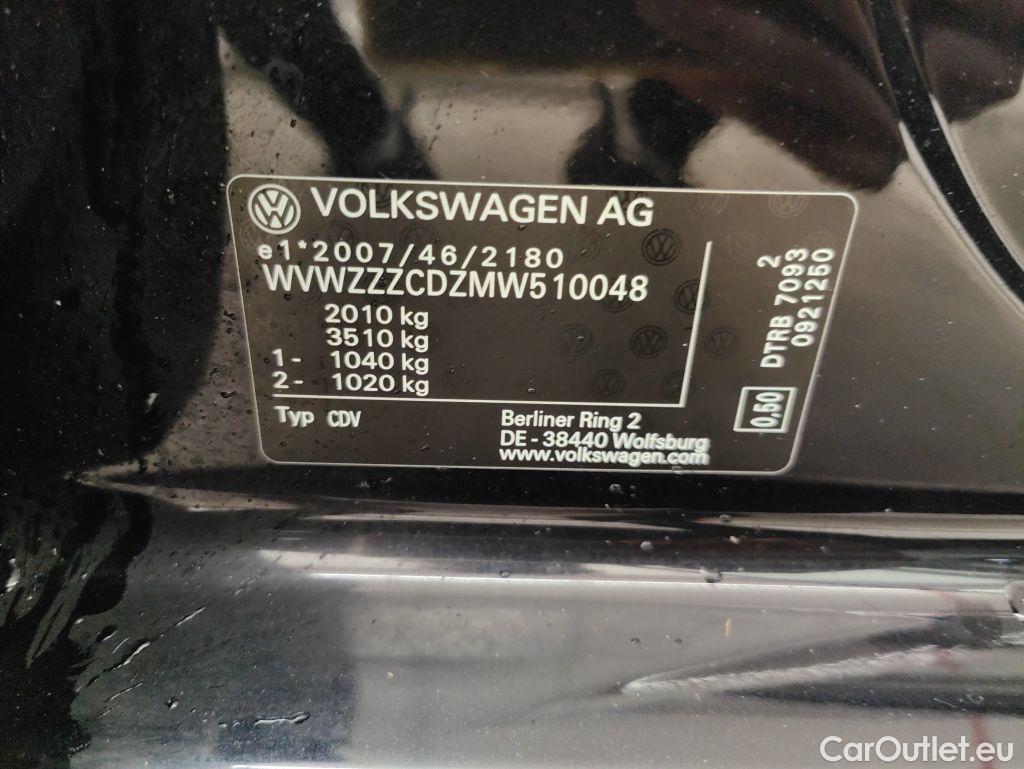 VOLKSWAGEN AG
e1*2007/46/2180
WVWZZZCDZMW510048
2010 kg
3510 kg
1- 1040 kg
2- 1020 kg
Typ CDV
Berliner Ring 2
DE-38440 Wolfsburg
www.volkswagen.com
2
DTRB 7093
0921250
0,50
CarOutlet.eu